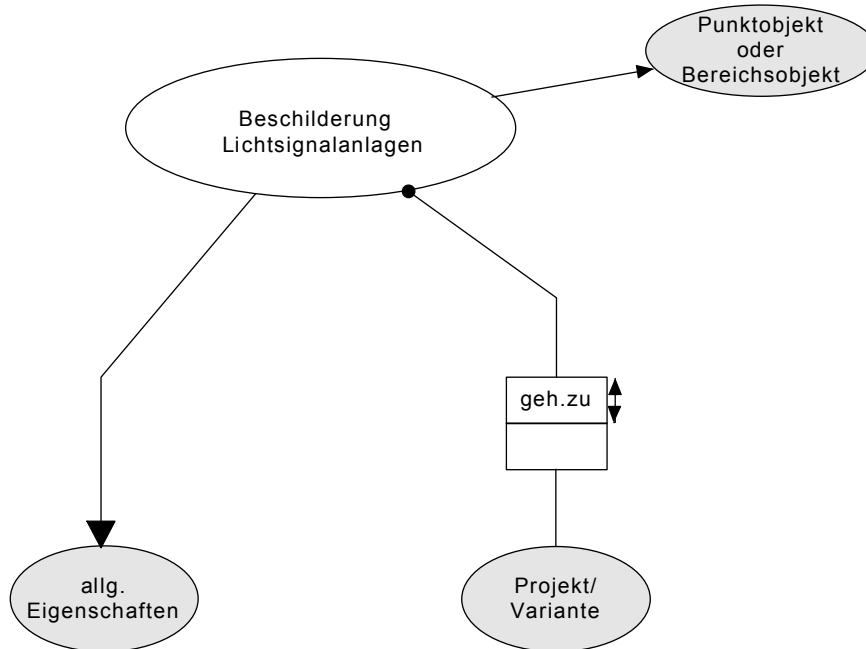 Punktobjekt
oder
Bereichsobjekt
Beschilderung
Lichtsignalanlagen
geh.zu
allg.
Eigenschaften
Projekt/
Variante